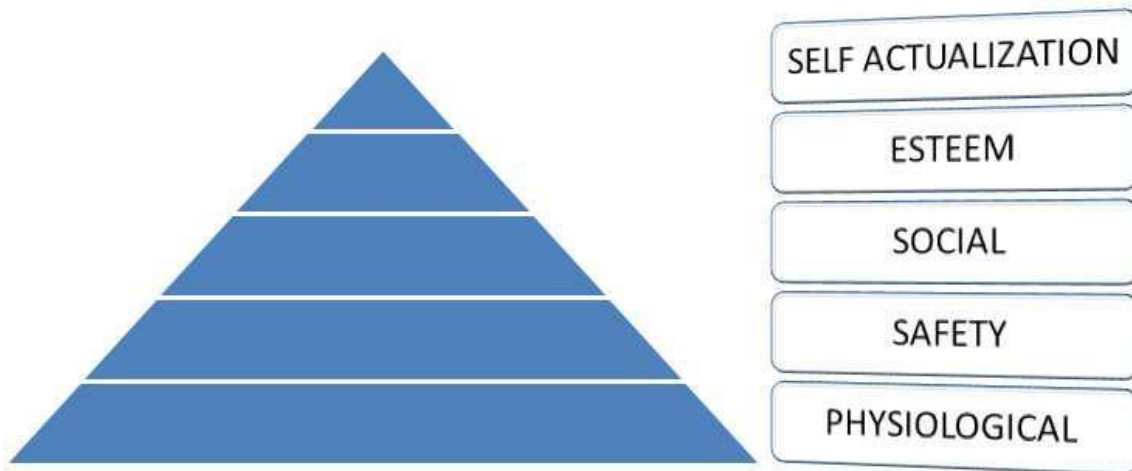 SELF ACTUALIZATION
ESTEEM
SOCIAL
SAFETY
PHYSIOLOGICAL